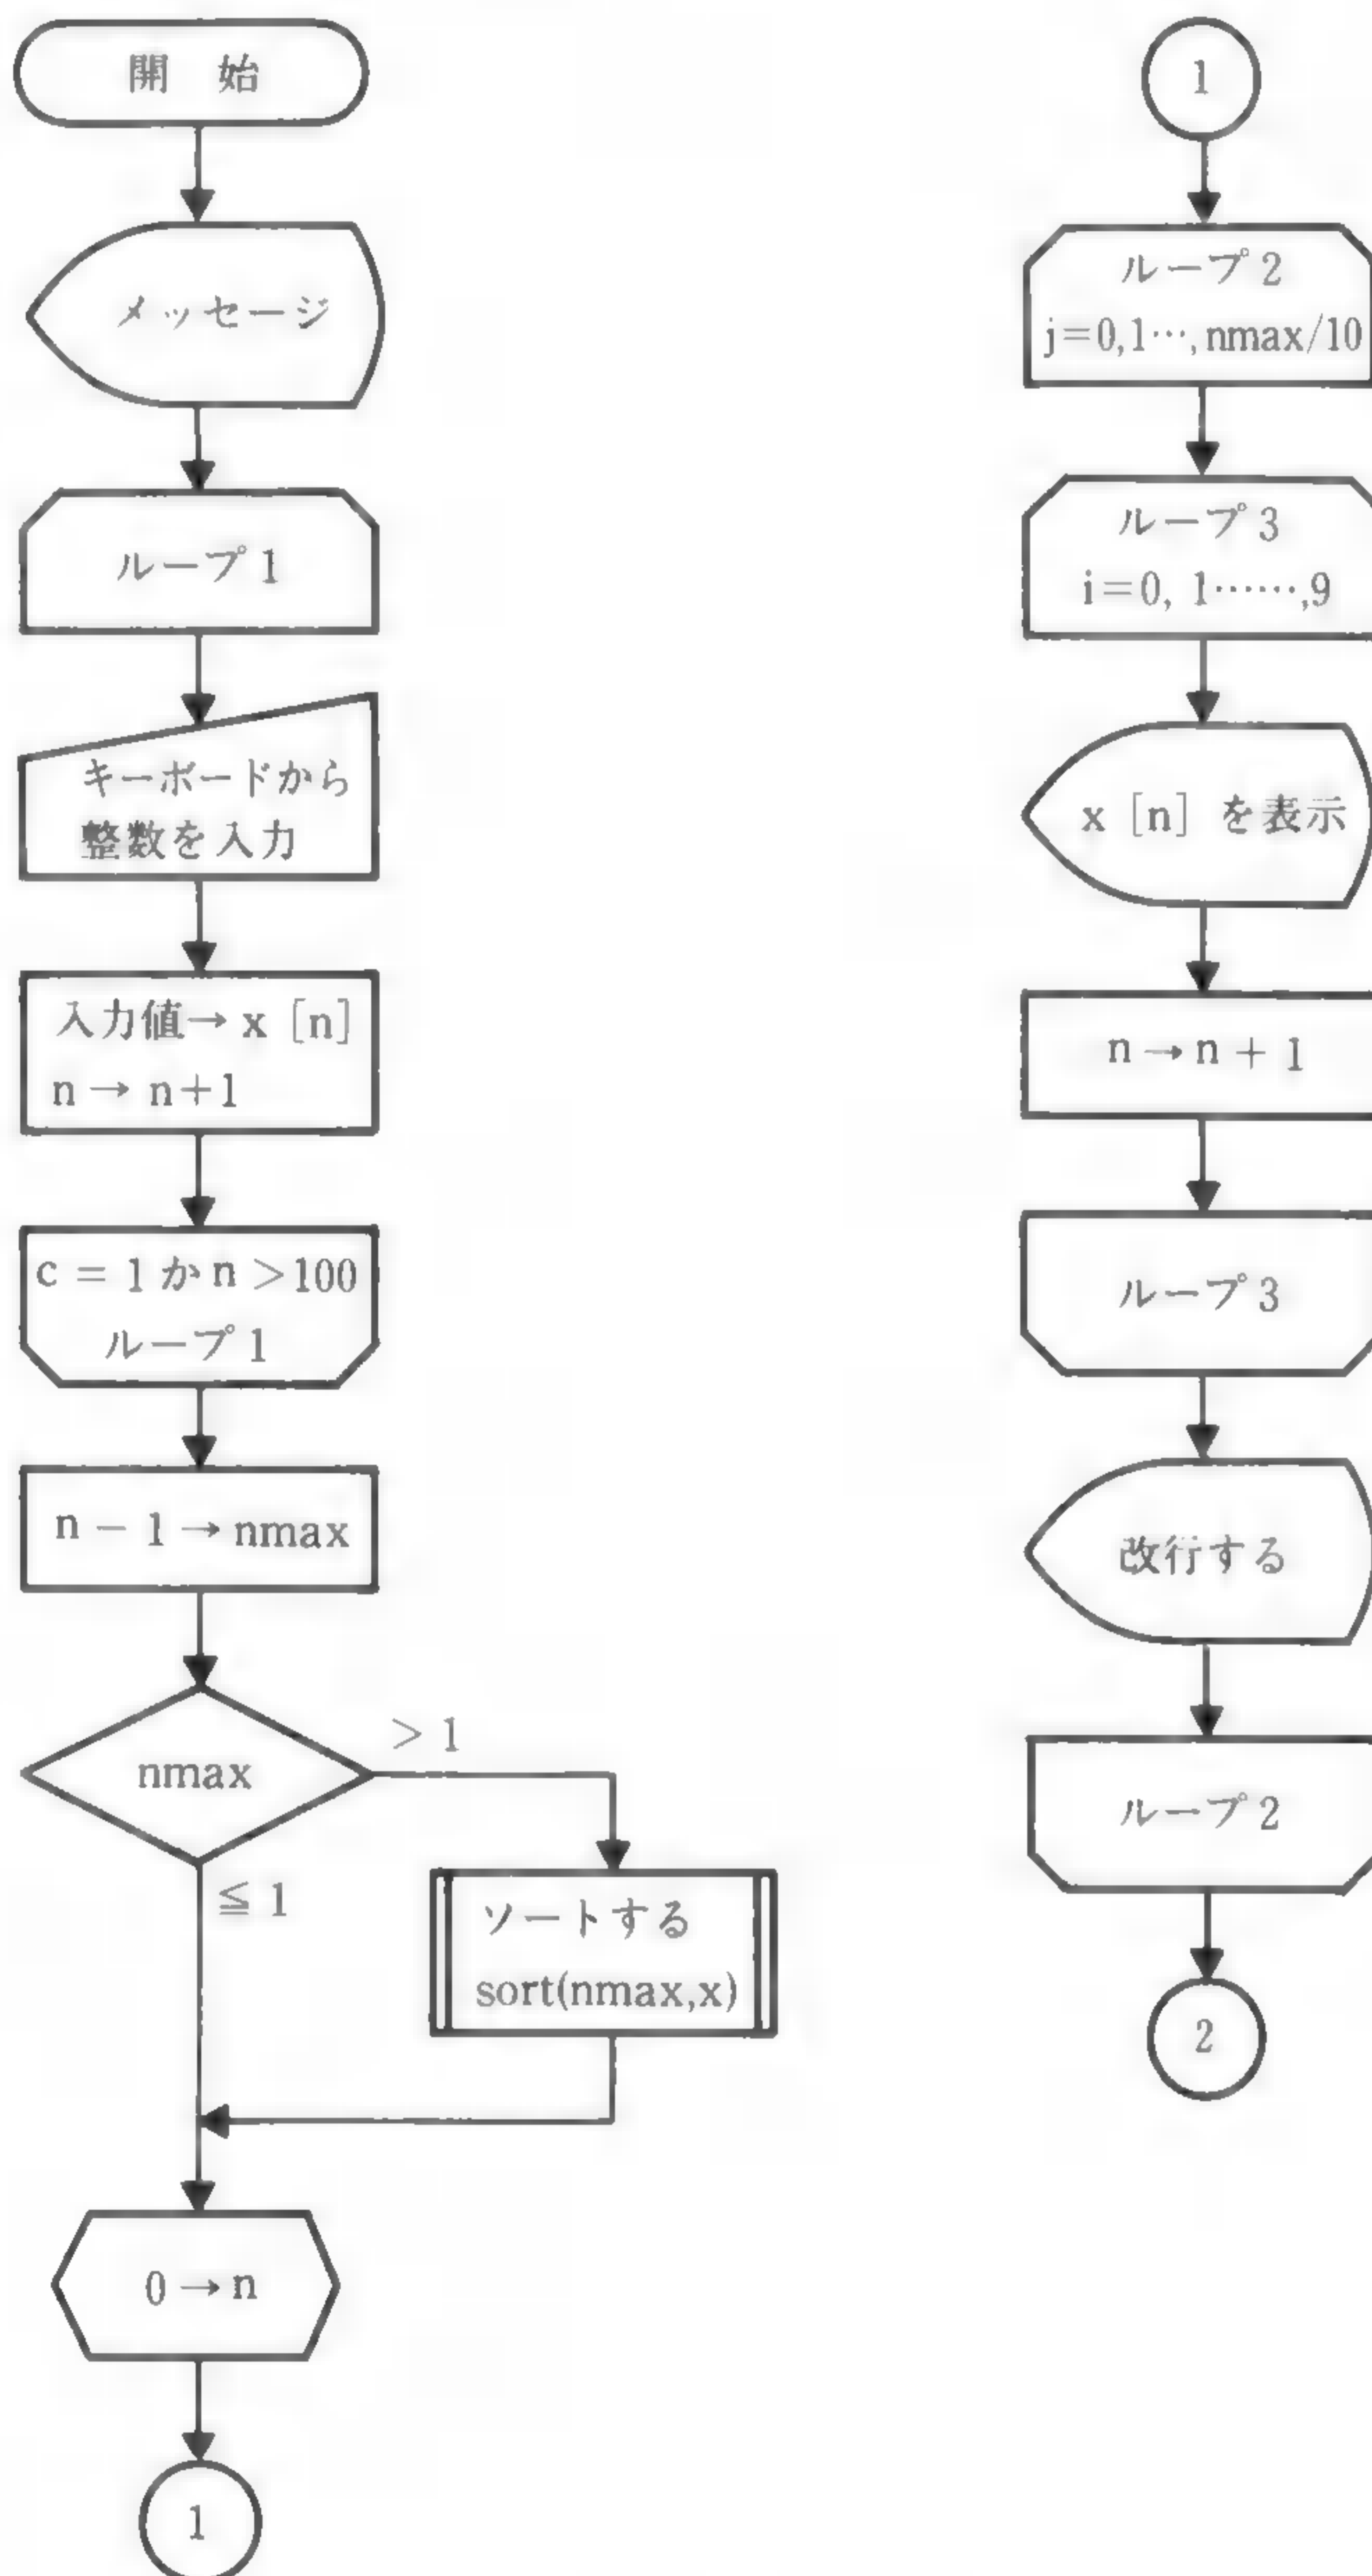 開 始
メッセージ
ループ1
キーボードから
整数を入力
入力値→x [n]
n → n+1
c = 1 か n >100
ループ1
n − 1 → nmax
nmax
> 1
≦ 1
ソートする
sort(nmax,x)
0 → n
1
1
ループ2
j=0,1…,nmax/10
ループ3
i=0, 1……,9
x [n] を表示
n → n + 1
ループ3
改行する
ループ2
2